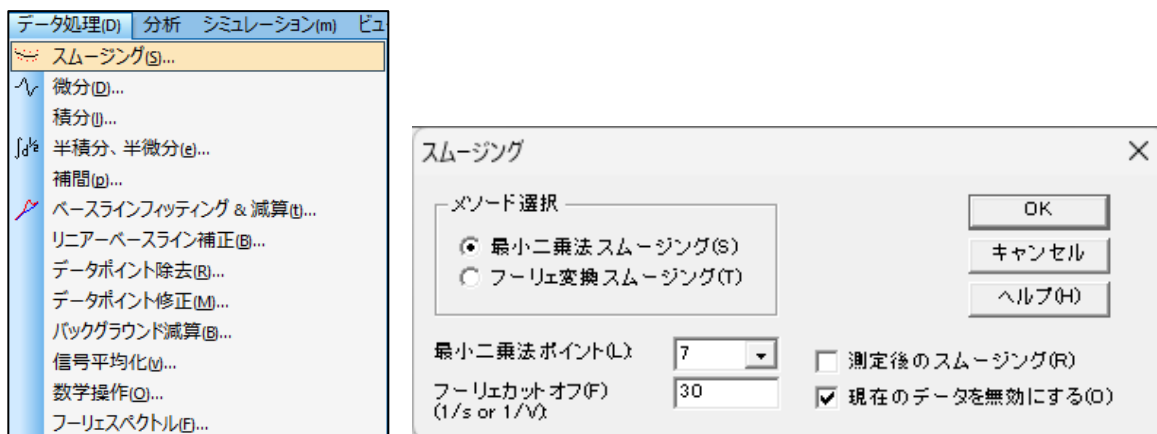 データ処理(D) 分析 シミュレーション(m) ビュ
スムージング(S)...
微分(D)...
積分(I)...
半積分、半微分(e)...
補間(p)...
ベースラインフィッティング & 減算(t)...
リニアーベースライン補正(B)...
データポイント除去(R)...
データポイント修正(M)...
バックグラウンド減算(B)...
信号平均化(v)...
数学操作(O)...
フーリェスペクトル(F)...
スムージング
メソード選択
最小二乗法スムージング(S)
フーリェ変換スムージング(T)
OK
キャンセル
ヘルプ(H)
最小二乗法ポイント(L):
7
フーリェカットオフ(F)
(1/s or 1/V):
30
測定後のスムージング(R)
現在のデータを無効にする(O)